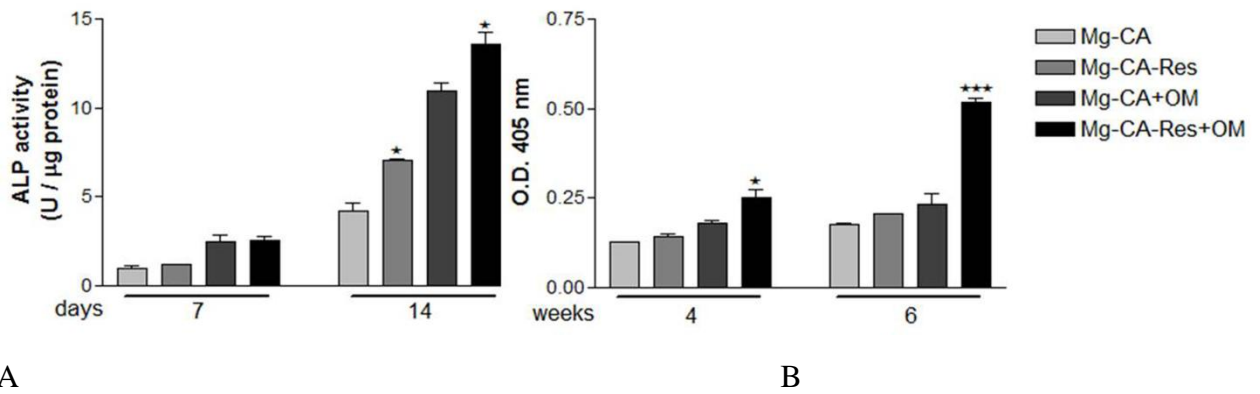 ALP activity
(U / µg protein)
15
10
5
0
★
★
days
7
14
O.D. 405 nm
0.75
0.50
0.25
0.00
★
★★★
weeks
4
6
Mg-CA
Mg-CA-Res
Mg-CA+OM
Mg-CA-Res+OM
A
B